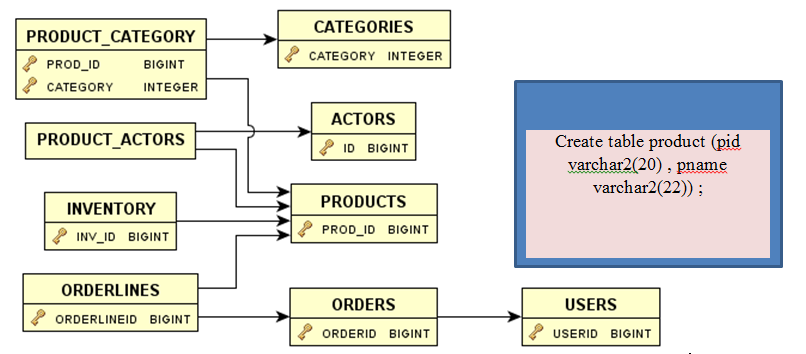 PRODUCT_CATEGORY
PROD_ID BIGINT
CATEGORY INTEGER
CATEGORIES
CATEGORY INTEGER
PRODUCT_ACTORS
ACTORS
ID BIGINT
INVENTORY
INV_ID BIGINT
PRODUCTS
PROD_ID BIGINT
ORDERLINES
ORDERLINEID BIGINT
ORDERS
ORDERID BIGINT
USERS
USERID BIGINT
Create table product (pid
varchar2(20) , pname
varchar2(22)) ;